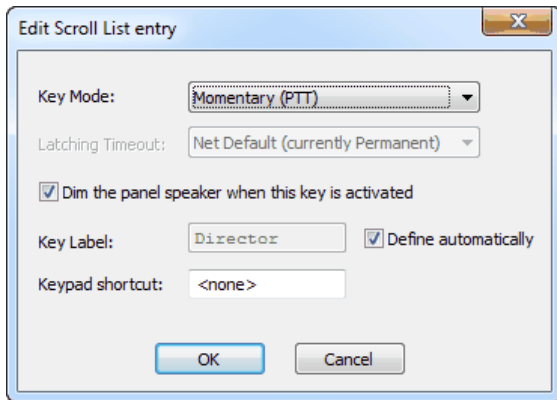 Edit Scroll List entry
Key Mode: Momentary (PTT)
Latching Timeout: Net Default (currently Permanent)
Dim the panel speaker when this key is activated
Key Label: Director Define automatically
Keypad shortcut: <none>
OK Cancel